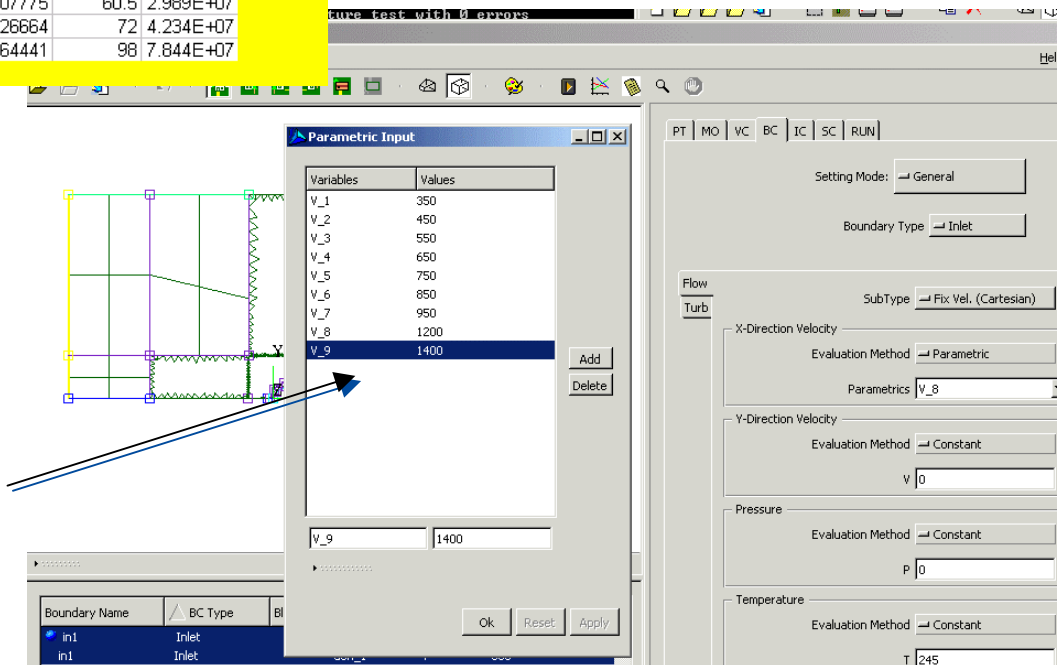 07775 60.5 2.989E+07
26664 72 4.234E+07
64441 98 7.844E+07
ture test with 0 errors
Hel
Parametric Input
Variables Values
V_1 350
V_2 450
V_3 550
V_4 650
V_5 750
V_6 850
V_7 950
V_8 1200
V_9 1400
Add
Delete
V_9 1400
Ok Reset Apply
Y
PT MO VC BC IC SC RUN
Setting Mode: General
Boundary Type Inlet
Flow
Turb
SubType Fix Vel. (Cartesian)
X-Direction Velocity
Evaluation Method Parametric
Parametrics V_8
Y-Direction Velocity
Evaluation Method Constant
V 0
Pressure
Evaluation Method Constant
P 0
Temperature
Evaluation Method Constant
T 245
Boundary Name BC Type Bl
in1 Inlet
in1 Inlet